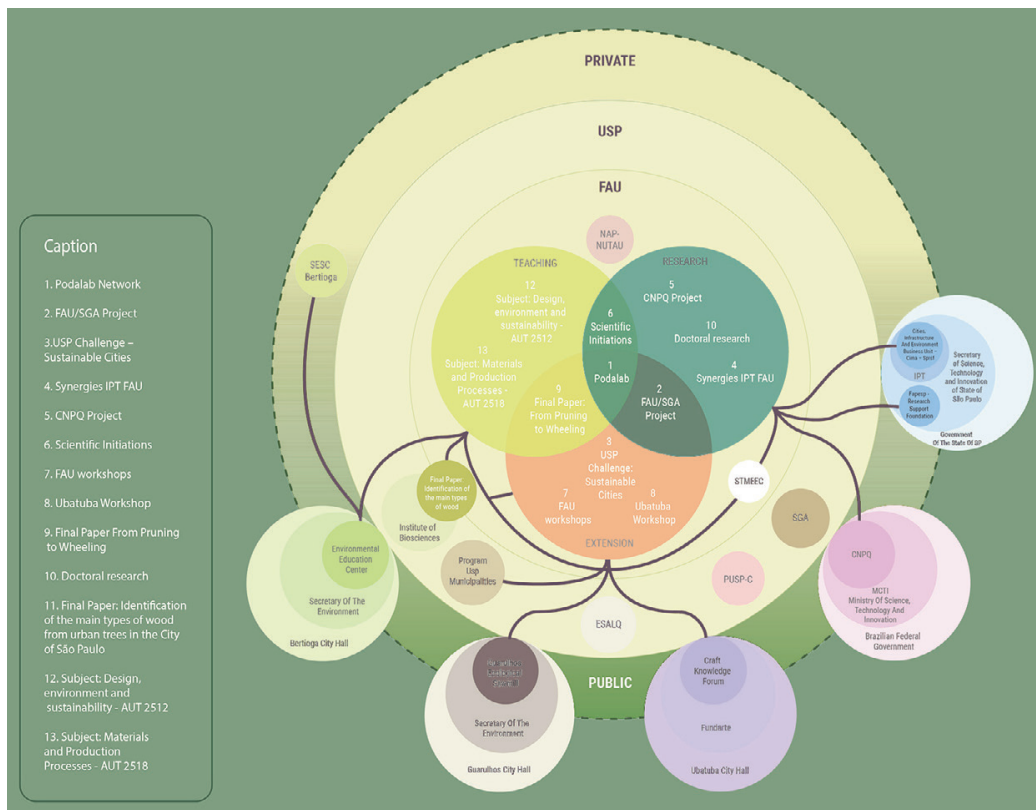 PRIVATE
USP
FAU
NAP-
NUTAU
TEACHING
RESEARCH
12
Subject: Design,
environment and
sustainability -
AUT 2512
13
Subject: Materials
and Production
Processes -
AUT 2518
6
Scientific
Initiations
1
Podalab
5
CNPQ Project
10
Doctoral research
4
Synergies IPT FAU
9
Final Paper:
From Pruning
to Wheeling
2
FAU/SGA
Project
3
USP
Challenge:
Sustainable
Cities
7
FAU
workshops
8
Ubatuba
Workshop
EXTENSION
SESC
Bertioga
Final Paper:
Identification of
the main types
of wood
Institute of
Biosciences
Program
Usp
Municipalities
STMEEC
SGA
PUSP-C
ESALQ
PUBLIC
Environmental
Education
Center
Secretary Of The
Environment
Bertioga City Hall
Secretary Of The
Environment
Guarulhos City Hall
Craft
Knowledge
Forum
Fundarte
Ubatuba City Hall
CNPQ
MCTI
Ministry Of Science,
Technology And
Innovation
Brazilian Federal
Government
Cities,
Infrastructure
And Environment
Business Unit -
IPT
Fapesp -
Research
Support
Foundation
Secretary
of Science,
Technology
and Innovation
of State of
São Paulo
Government
Of The State Of SP
Caption
1. Podalab Network
2. FAU/SGA Project
3.USP Challenge –
Sustainable Cities
4. Synergies IPT FAU
5. CNPQ Project
6. Scientific Initiations
7. FAU workshops
8. Ubatuba Workshop
9. Final Paper From Pruning
to Wheeling
10. Doctoral research
11. Final Paper: Identification
of the main types of wood
from urban trees in the City
of São Paulo
12. Subject: Design,
environment and
sustainability - AUT 2512
13. Subject: Materials
and Production
Processes - AUT 2518